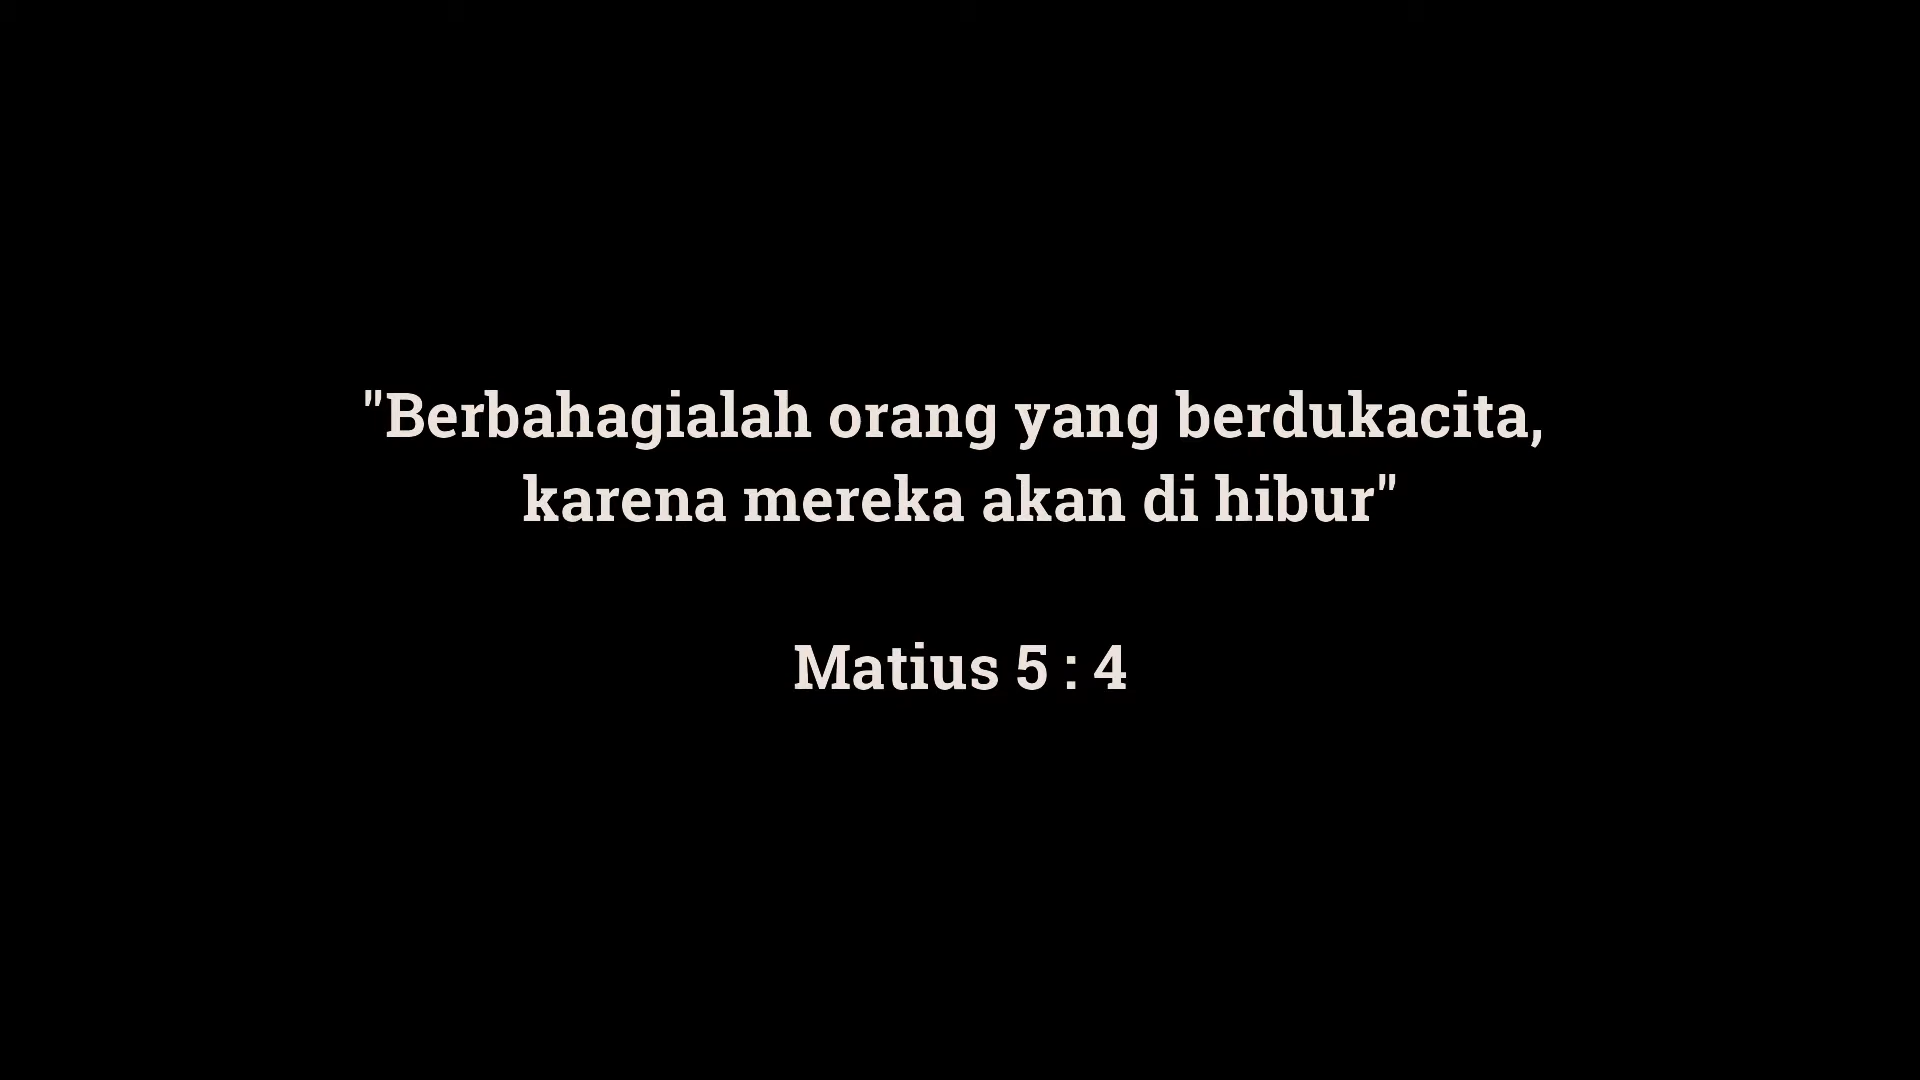 "Berbahagialah orang yang berdukacita,
karena mereka akan di hibur"
Matius 5 : 4